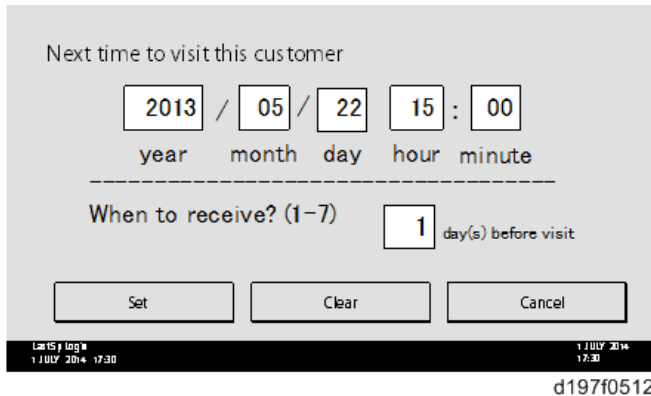 Next time to visit this customer
2013 / 05 / 22 15 : 00
year month day hour minute
When to receive? (1-7) 1 day(s) before visit
Set Clear Cancel
1 JULY 2014
1 JULY 2014 17:30
17:30
d197f0512